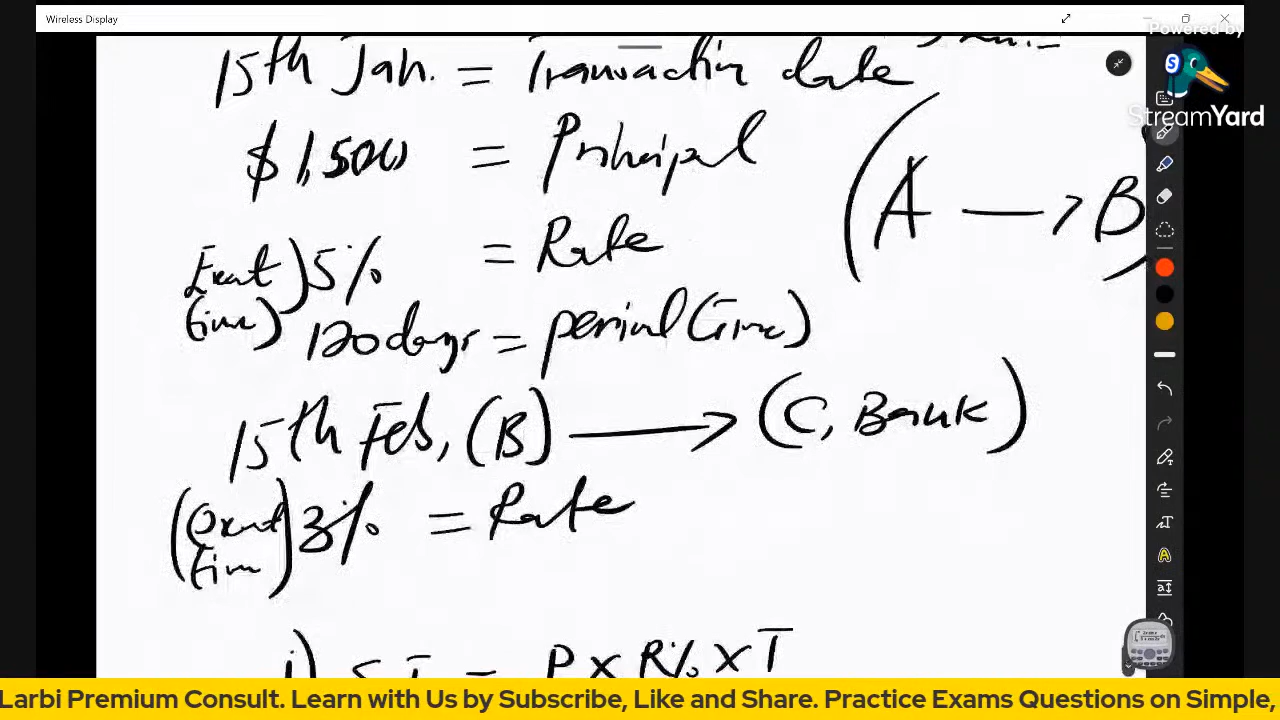 Wireless Display
Powered by
StreamYard
15th Jan. = Transaction date
$1,500 = Principal
(A → B)
Exact time) 5% = Rate
120 days = period (Time)
15th Feb, (B) → (C, Bank)
(Exact time) 3% = Rate
i) S.I = P x R% x T
Larbi Premium Consult. Learn with Us by Subscribe, Like and Share. Practice Exams Questions on Simple,